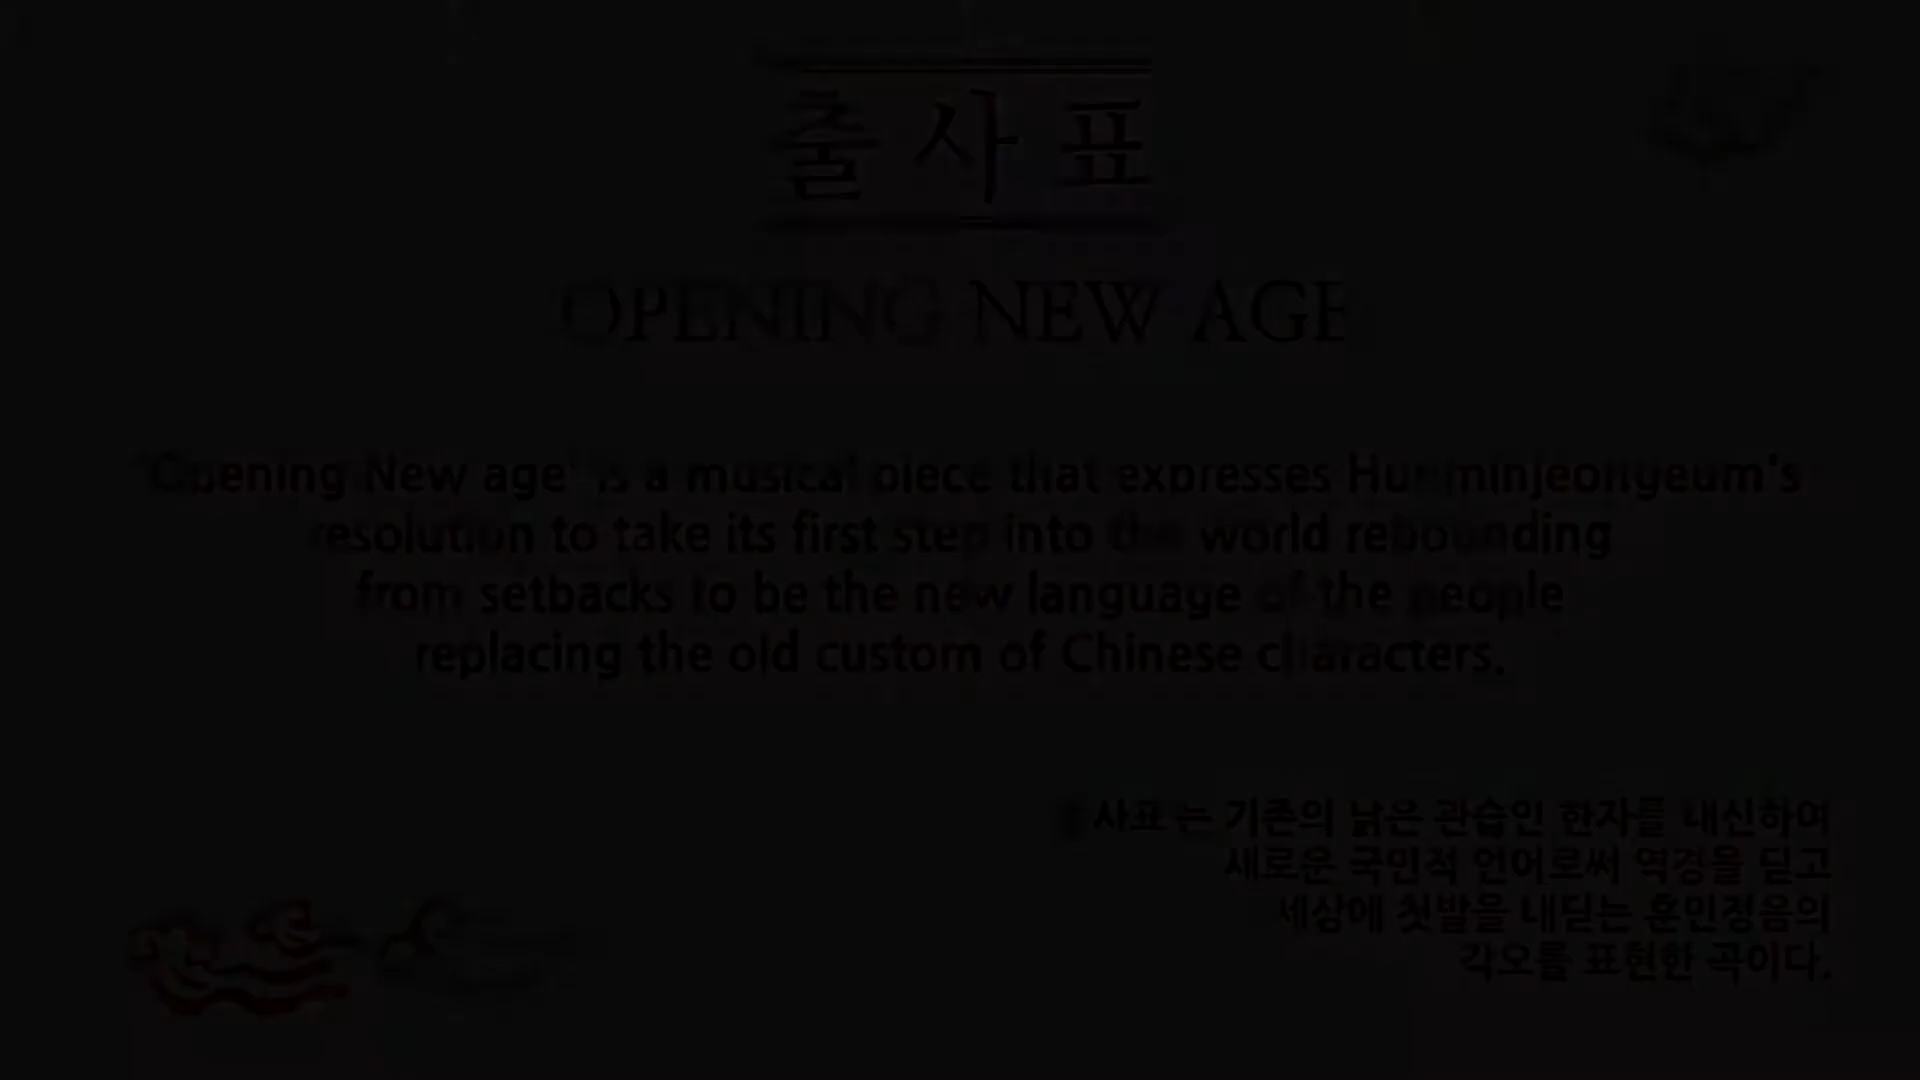 출사표
OPENING NEW AGE
'Opening New age' is a musical piece that expresses Hunminjeongeum's
resolution to take its first step into the world rebounding
from setbacks to be the new language of the people
replacing the old custom of Chinese characters.
출사표는 기존의 낡은 관습인 한자를 대신하여
새로운 국민적 언어로써 역경을 딛고
세상에 첫발을 내딛는 훈민정음의
각오를 표현한 곡이다.